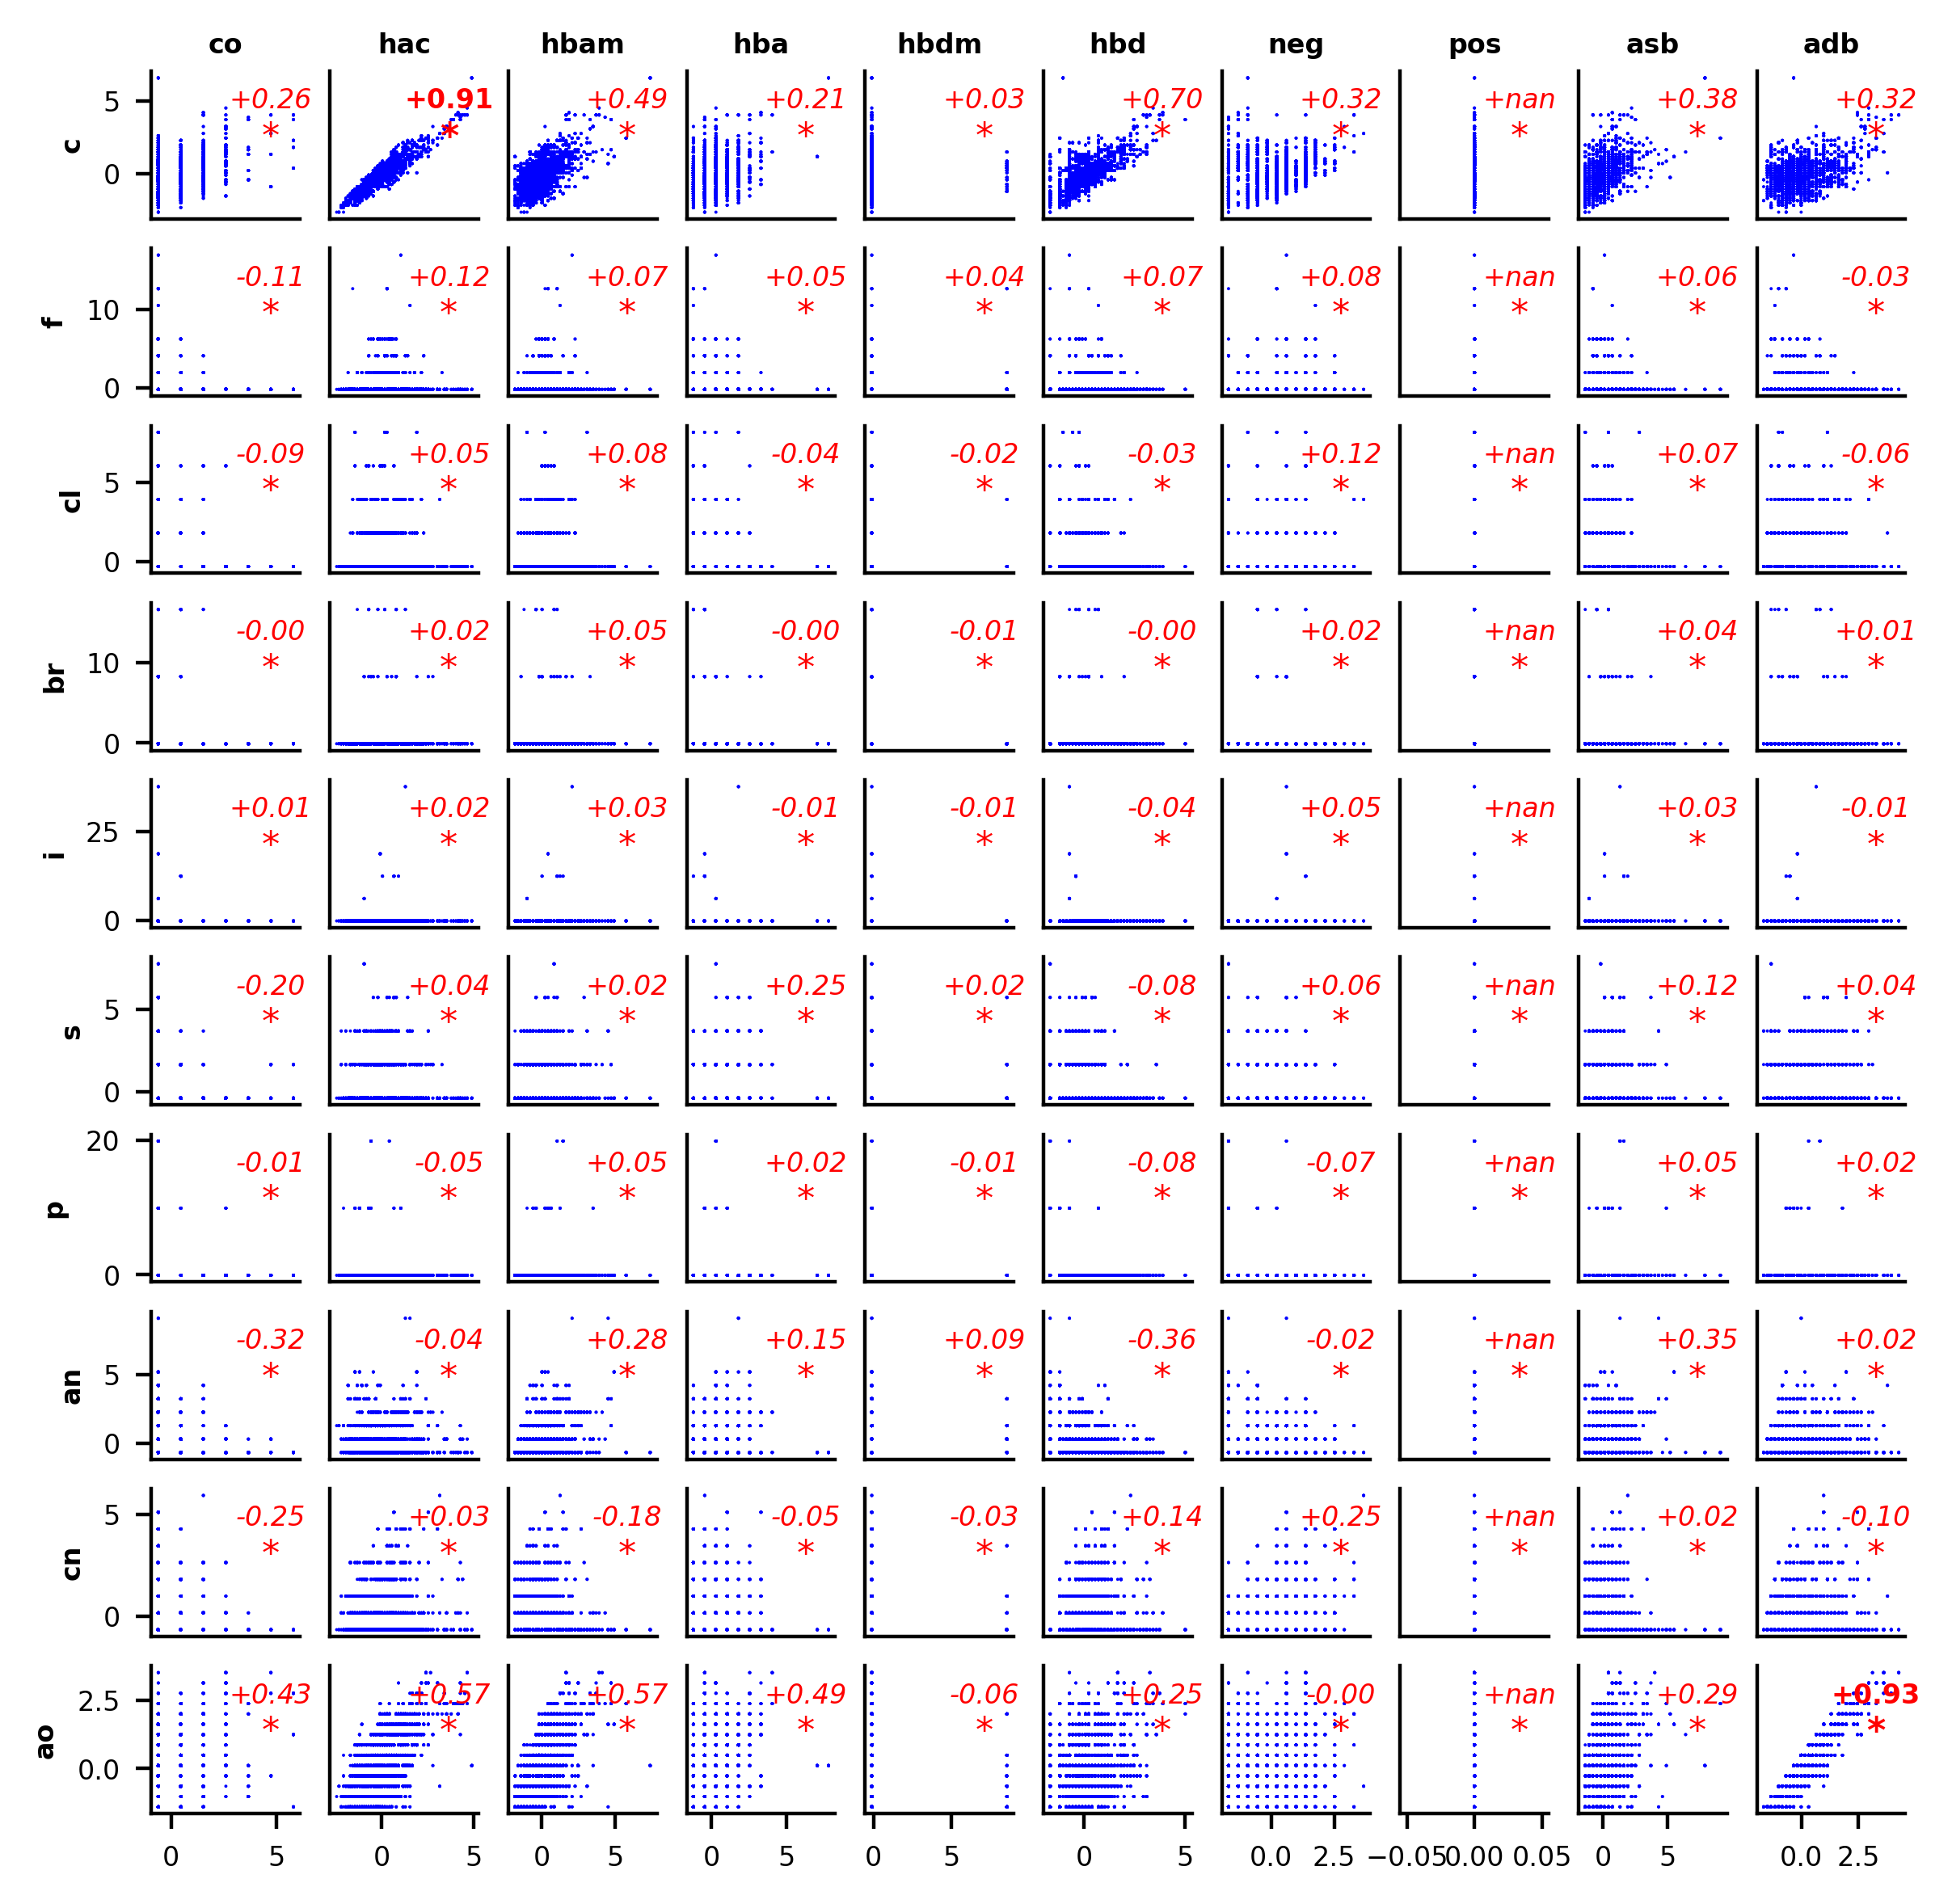 co hac hbam hba hbdm hbd neg pos asb adb
c 5 0 +0.26 +0.91 +0.49 +0.21 +0.03 +0.70 +0.32 +nan +0.38 +0.32
* * * * * * * * * *
f 10 0 -0.11 +0.12 +0.07 +0.05 +0.04 +0.07 +0.08 +nan +0.06 -0.03
* * * * * * * * * *
cl 5 0 -0.09 +0.05 +0.08 -0.04 -0.02 -0.03 +0.12 +nan +0.07 -0.06
* * * * * * * * * *
br 10 0 -0.00 +0.02 +0.05 -0.00 -0.01 -0.00 +0.02 +nan +0.04 +0.01
* * * * * * * * * *
i 25 0 +0.01 +0.02 +0.03 -0.01 -0.01 -0.04 +0.05 +nan +0.03 -0.01
* * * * * * * * * *
s 5 0 -0.20 +0.04 +0.02 +0.25 +0.02 -0.08 +0.06 +nan +0.12 +0.04
* * * * * * * * * *
p 20 0 -0.01 -0.05 +0.05 +0.02 -0.01 -0.08 -0.07 +nan +0.05 +0.02
* * * * * * * * * *
an 5 0 -0.32 -0.04 +0.28 +0.15 +0.09 -0.36 -0.02 +nan +0.35 +0.02
* * * * * * * * * *
cn 5 0 -0.25 +0.03 -0.18 -0.05 -0.03 +0.14 +0.25 +nan +0.02 -0.10
* * * * * * * * * *
ao 2.5 0.0 +0.43 +0.57 +0.57 +0.49 -0.06 +0.25 -0.00 +nan +0.29 +0.93
* * * * * * * * * *
0 5 0 5 0 5 0 5 0 5 0 5 0.0 2.5 −0.05 0.00 0.05 0 5 0.0 2.5